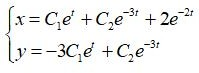 x = C₁eᵗ + C₂e⁻³ᵗ + 2e⁻²ᵗ
y = −3C₁eᵗ + C₂e⁻³ᵗ